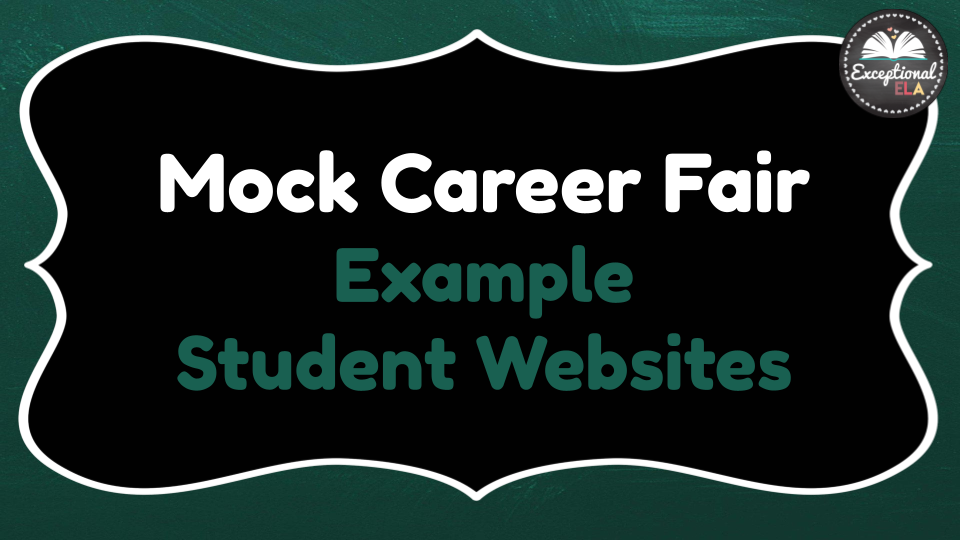 Exceptional
ELA
Mock Career Fair
Example
Student Websites